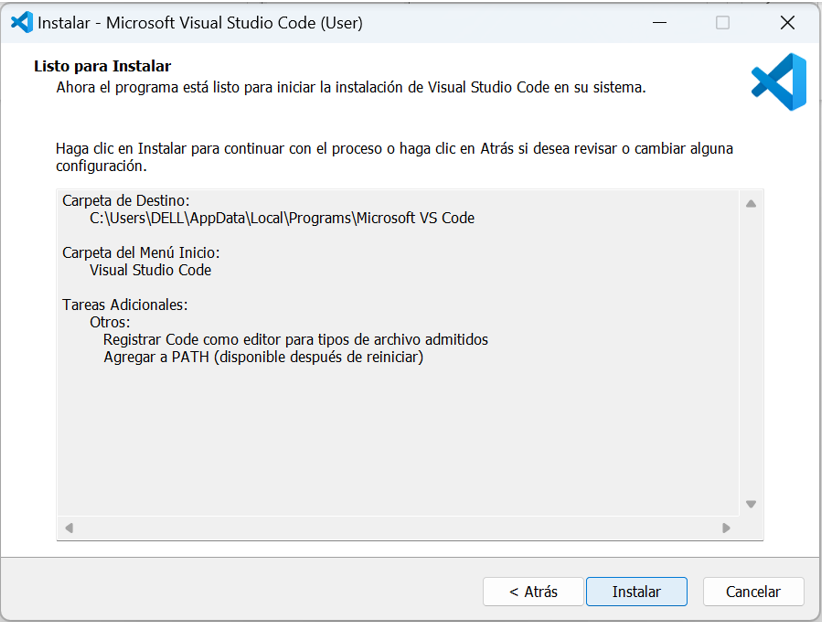 Instalar - Microsoft Visual Studio Code (User)
Listo para Instalar
Ahora el programa está listo para iniciar la instalación de Visual Studio Code en su sistema.
Haga clic en Instalar para continuar con el proceso o haga clic en Atrás si desea revisar o cambiar alguna
configuración.
Carpeta de Destino:
C:\Users\DELL\AppData\Local\Programs\Microsoft VS Code
Carpeta del Menú Inicio:
Visual Studio Code
Tareas Adicionales:
Otros:
Registrar Code como editor para tipos de archivo admitidos
Agregar a PATH (disponible después de reiniciar)
< Atrás Instalar Cancelar